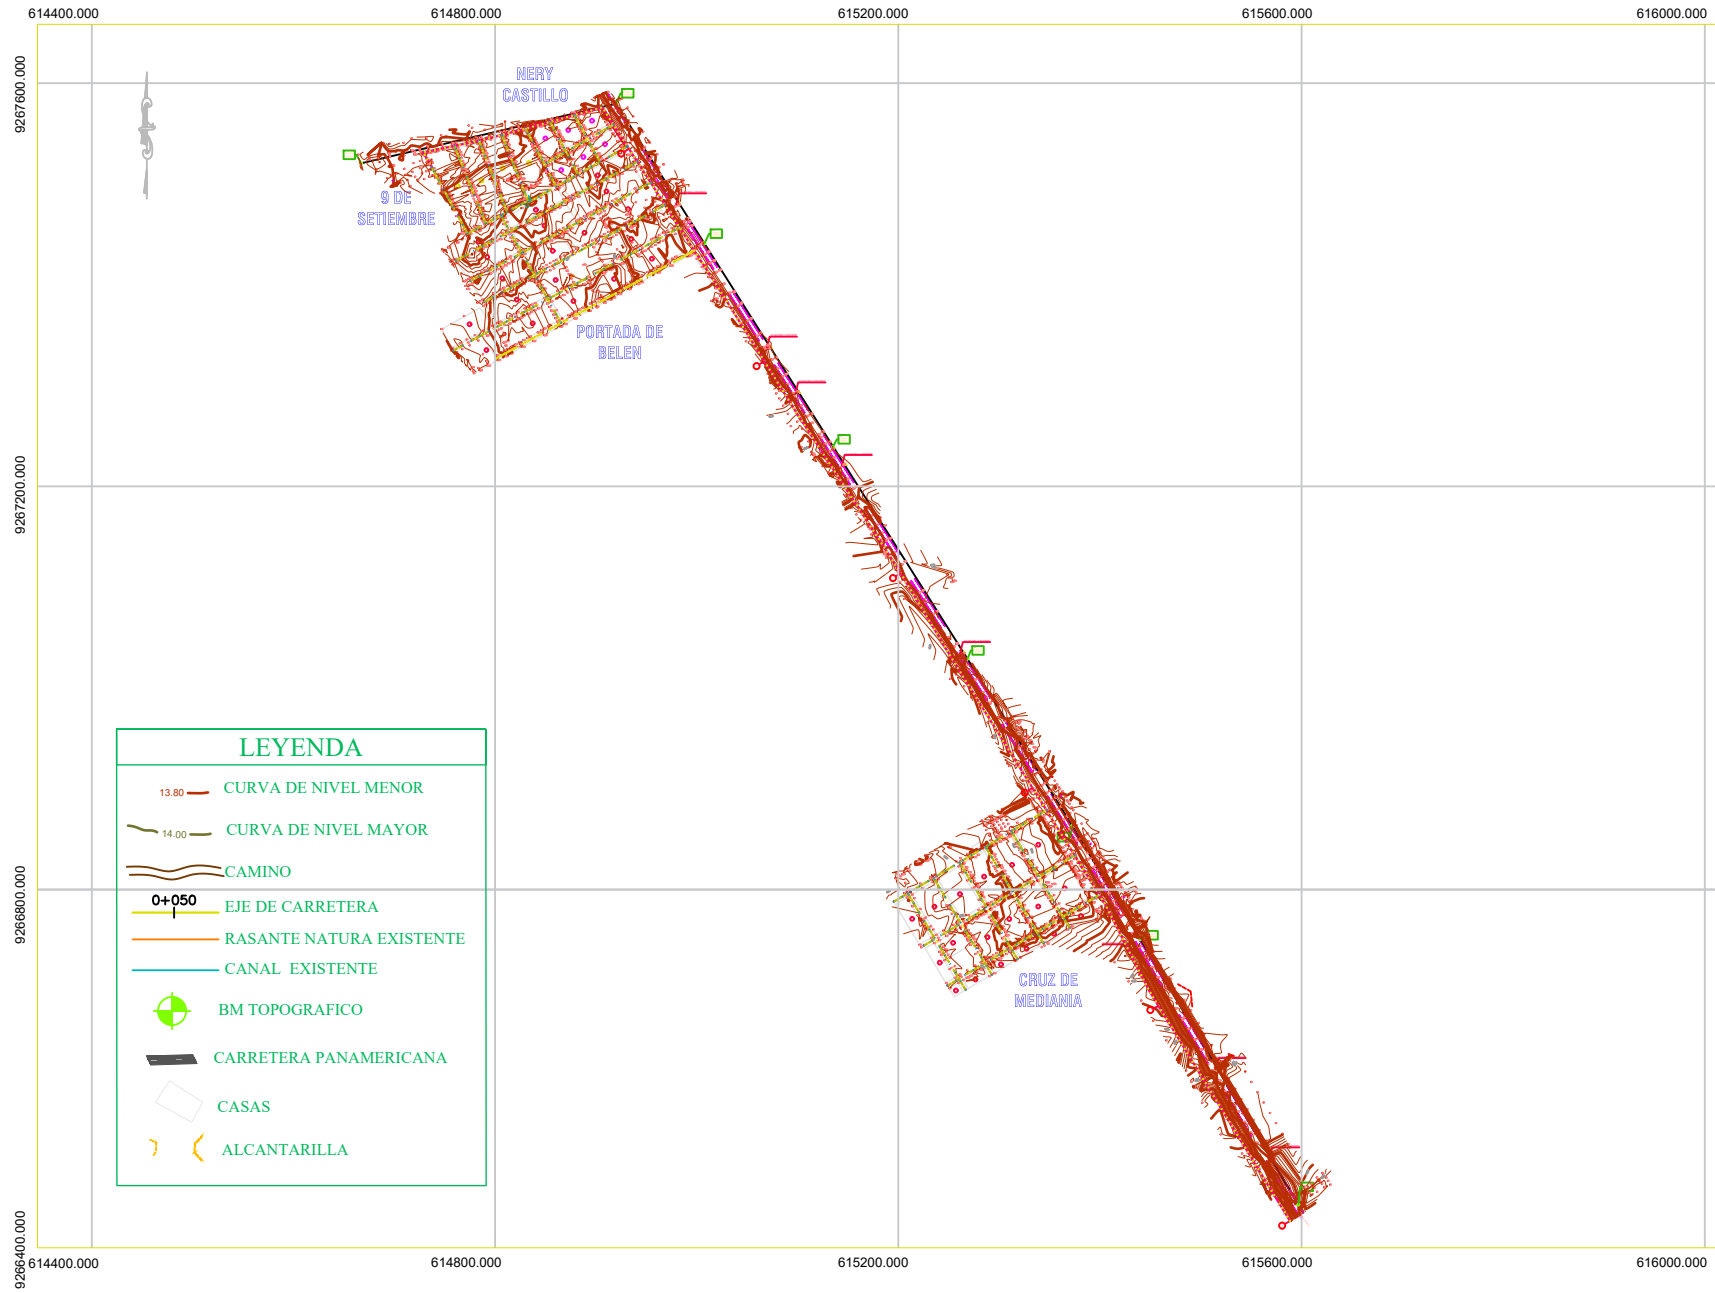 614400.000
614800.000
615200.000
615600.000
616000.000
9267600.000
NERY
CASTILLO
9 DE
SETIEMBRE
PORTADA DE
BELEN
9267200.000
LEYENDA
13.80
CURVA DE NIVEL MENOR
14.00
CURVA DE NIVEL MAYOR
CAMINO
0+050
EJE DE CARRETERA
RASANTE NATURA EXISTENTE
CANAL EXISTENTE
BM TOPOGRAFICO
CARRETERA PANAMERICANA
CASAS
ALCANTARILLA
9266800.000
CRUZ DE
MEDIANIA
9266400.000
614400.000
614800.000
615200.000
615600.000
616000.000